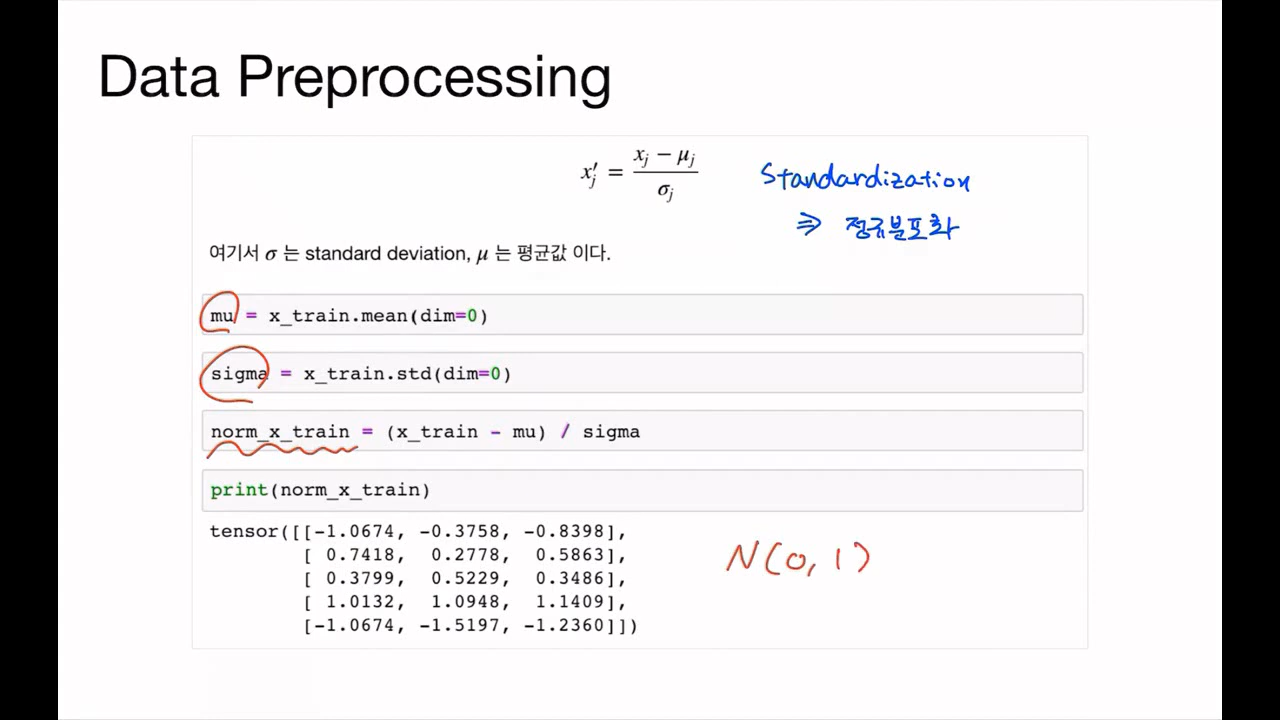 Data Preprocessing
x′_j = (x_j − μ_j) / σ_j
Standardization
⇒ 정규분포화
여기서 σ 는 standard deviation, μ 는 평균값 이다.
mu = x_train.mean(dim=0)
sigma = x_train.std(dim=0)
norm_x_train = (x_train - mu) / sigma
print(norm_x_train)
tensor([[-1.0674, -0.3758, -0.8398],
[ 0.7418, 0.2778, 0.5863],
[ 0.3799, 0.5229, 0.3486],
[ 1.0132, 1.0948, 1.1409],
[-1.0674, -1.5197, -1.2360]])
N(0, 1)